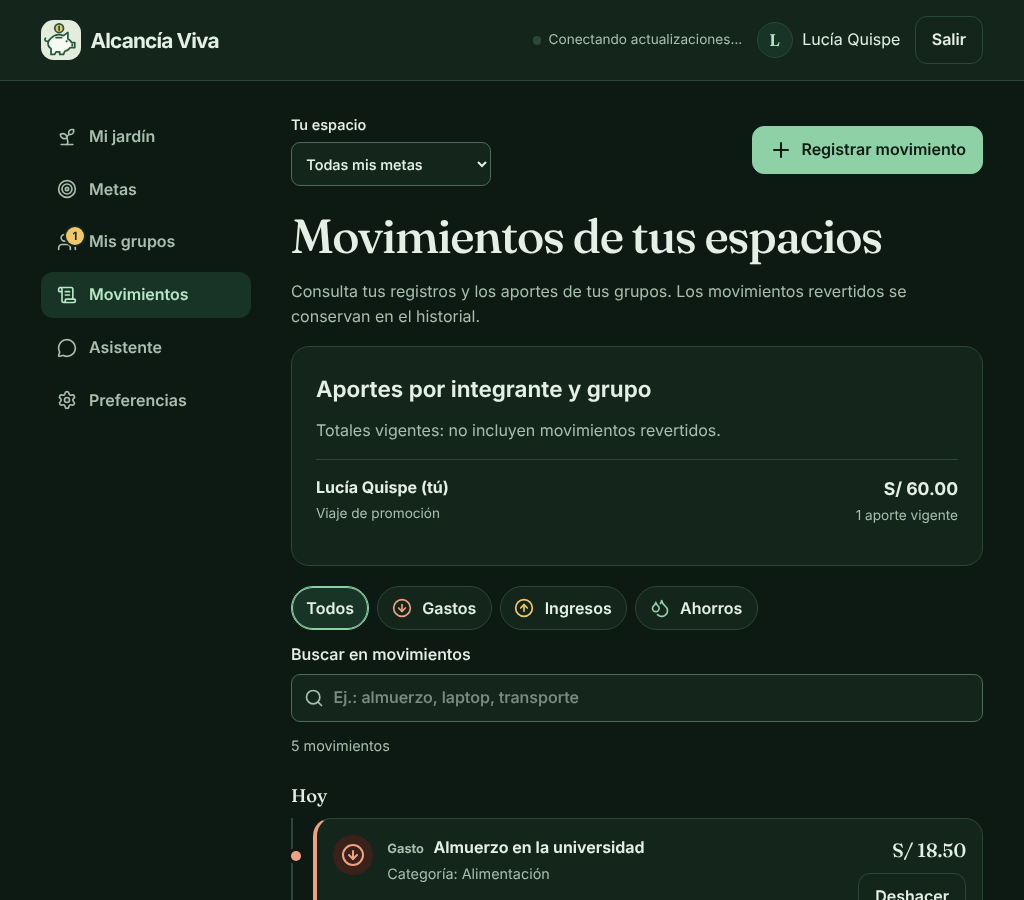 Alcancía Viva
Conectando actualizaciones...
L
Lucía Quispe
Salir
Mi jardín
Metas
1
Mis grupos
Movimientos
Asistente
Preferencias
Tu espacio
Todas mis metas
Registrar movimiento
Movimientos de tus espacios
Consulta tus registros y los aportes de tus grupos. Los movimientos revertidos se
conservan en el historial.
Aportes por integrante y grupo
Totales vigentes: no incluyen movimientos revertidos.
Lucía Quispe (tú)
S/ 60.00
Viaje de promoción
1 aporte vigente
Todos
Gastos
Ingresos
Ahorros
Buscar en movimientos
Ej.: almuerzo, laptop, transporte
5 movimientos
Hoy
Gasto Almuerzo en la universidad
S/ 18.50
Categoría: Alimentación
Deshacer